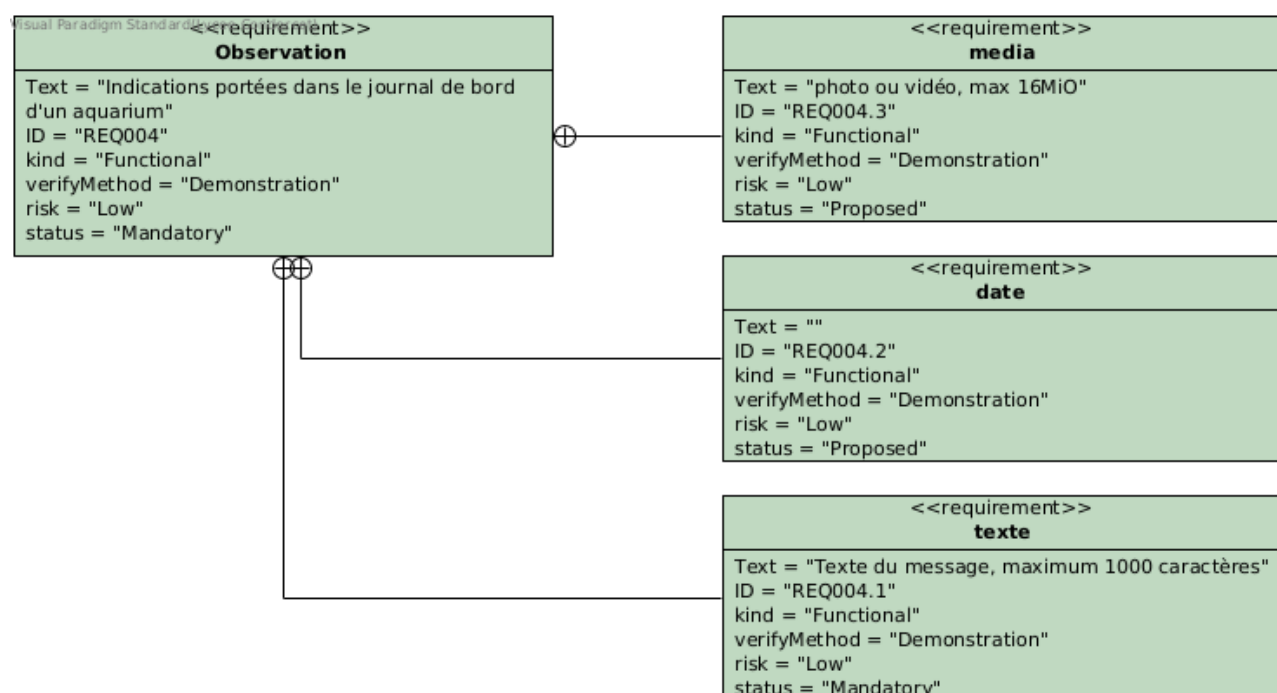 Visual Paradigm Standard
<<requirement>>
Observation
Text = "Indications portées dans le journal de bord
d'un aquarium"
ID = "REQ004"
kind = "Functional"
verifyMethod = "Demonstration"
risk = "Low"
status = "Mandatory"
<<requirement>>
media
Text = "photo ou vidéo, max 16MiO"
ID = "REQ004.3"
kind = "Functional"
verifyMethod = "Demonstration"
risk = "Low"
status = "Proposed"
<<requirement>>
date
Text = ""
ID = "REQ004.2"
kind = "Functional"
verifyMethod = "Demonstration"
risk = "Low"
status = "Proposed"
<<requirement>>
texte
Text = "Texte du message, maximum 1000 caractères"
ID = "REQ004.1"
kind = "Functional"
verifyMethod = "Demonstration"
risk = "Low"
status = "Mandatory"